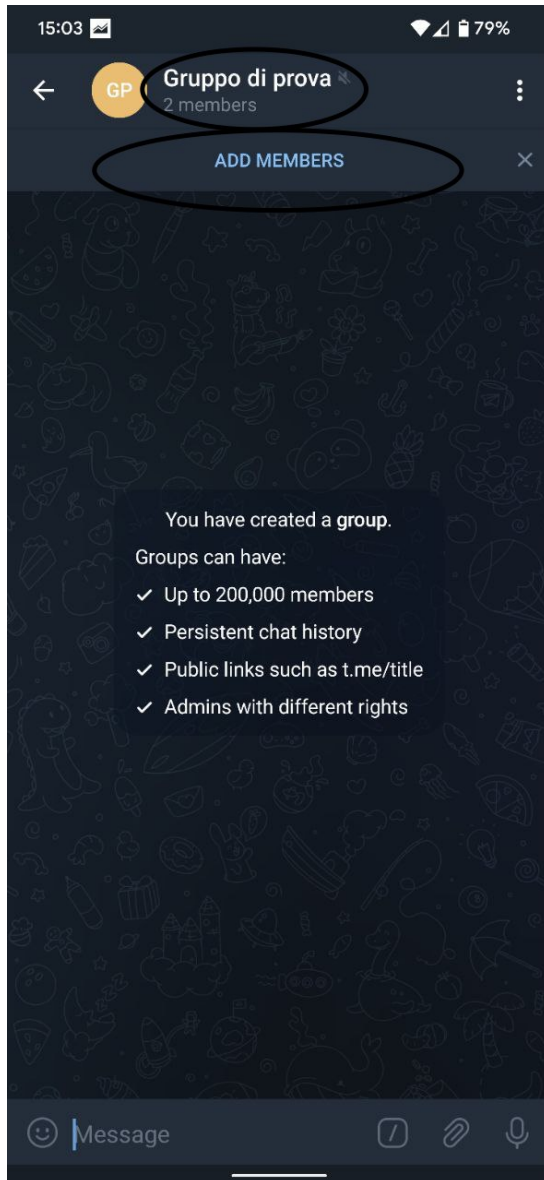 15:03
79%
GP
Gruppo di prova
2 members
ADD MEMBERS
You have created a group.
Groups can have:
Up to 200,000 members
Persistent chat history
Public links such as t.me/title
Admins with different rights
Message